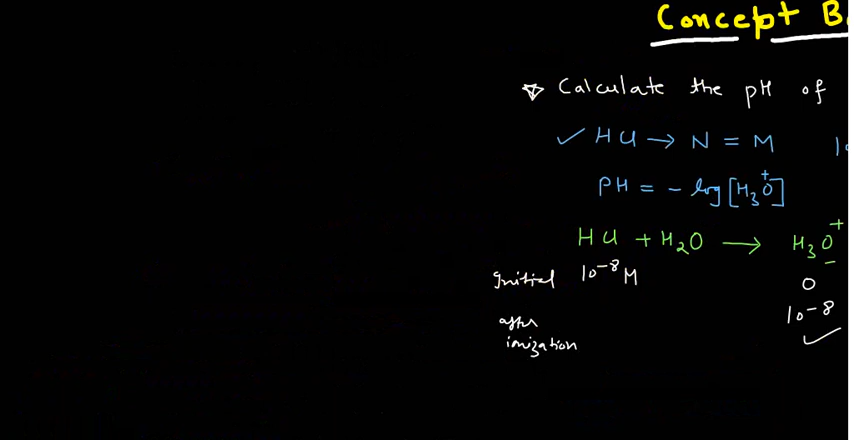 Concept B
▽ Calculate the pH of
✓ HCl → N = M 10
PH = - log[H₃O⁺]
HCl + H₂O → H₃O⁺
Initial 10⁻⁸ M 0
after 10⁻⁸
ionization ✓